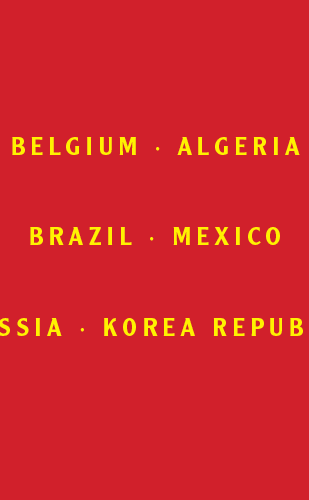 BELGIUM · ALGERIA
BRAZIL · MEXICO
SSIA · KOREA REPUB